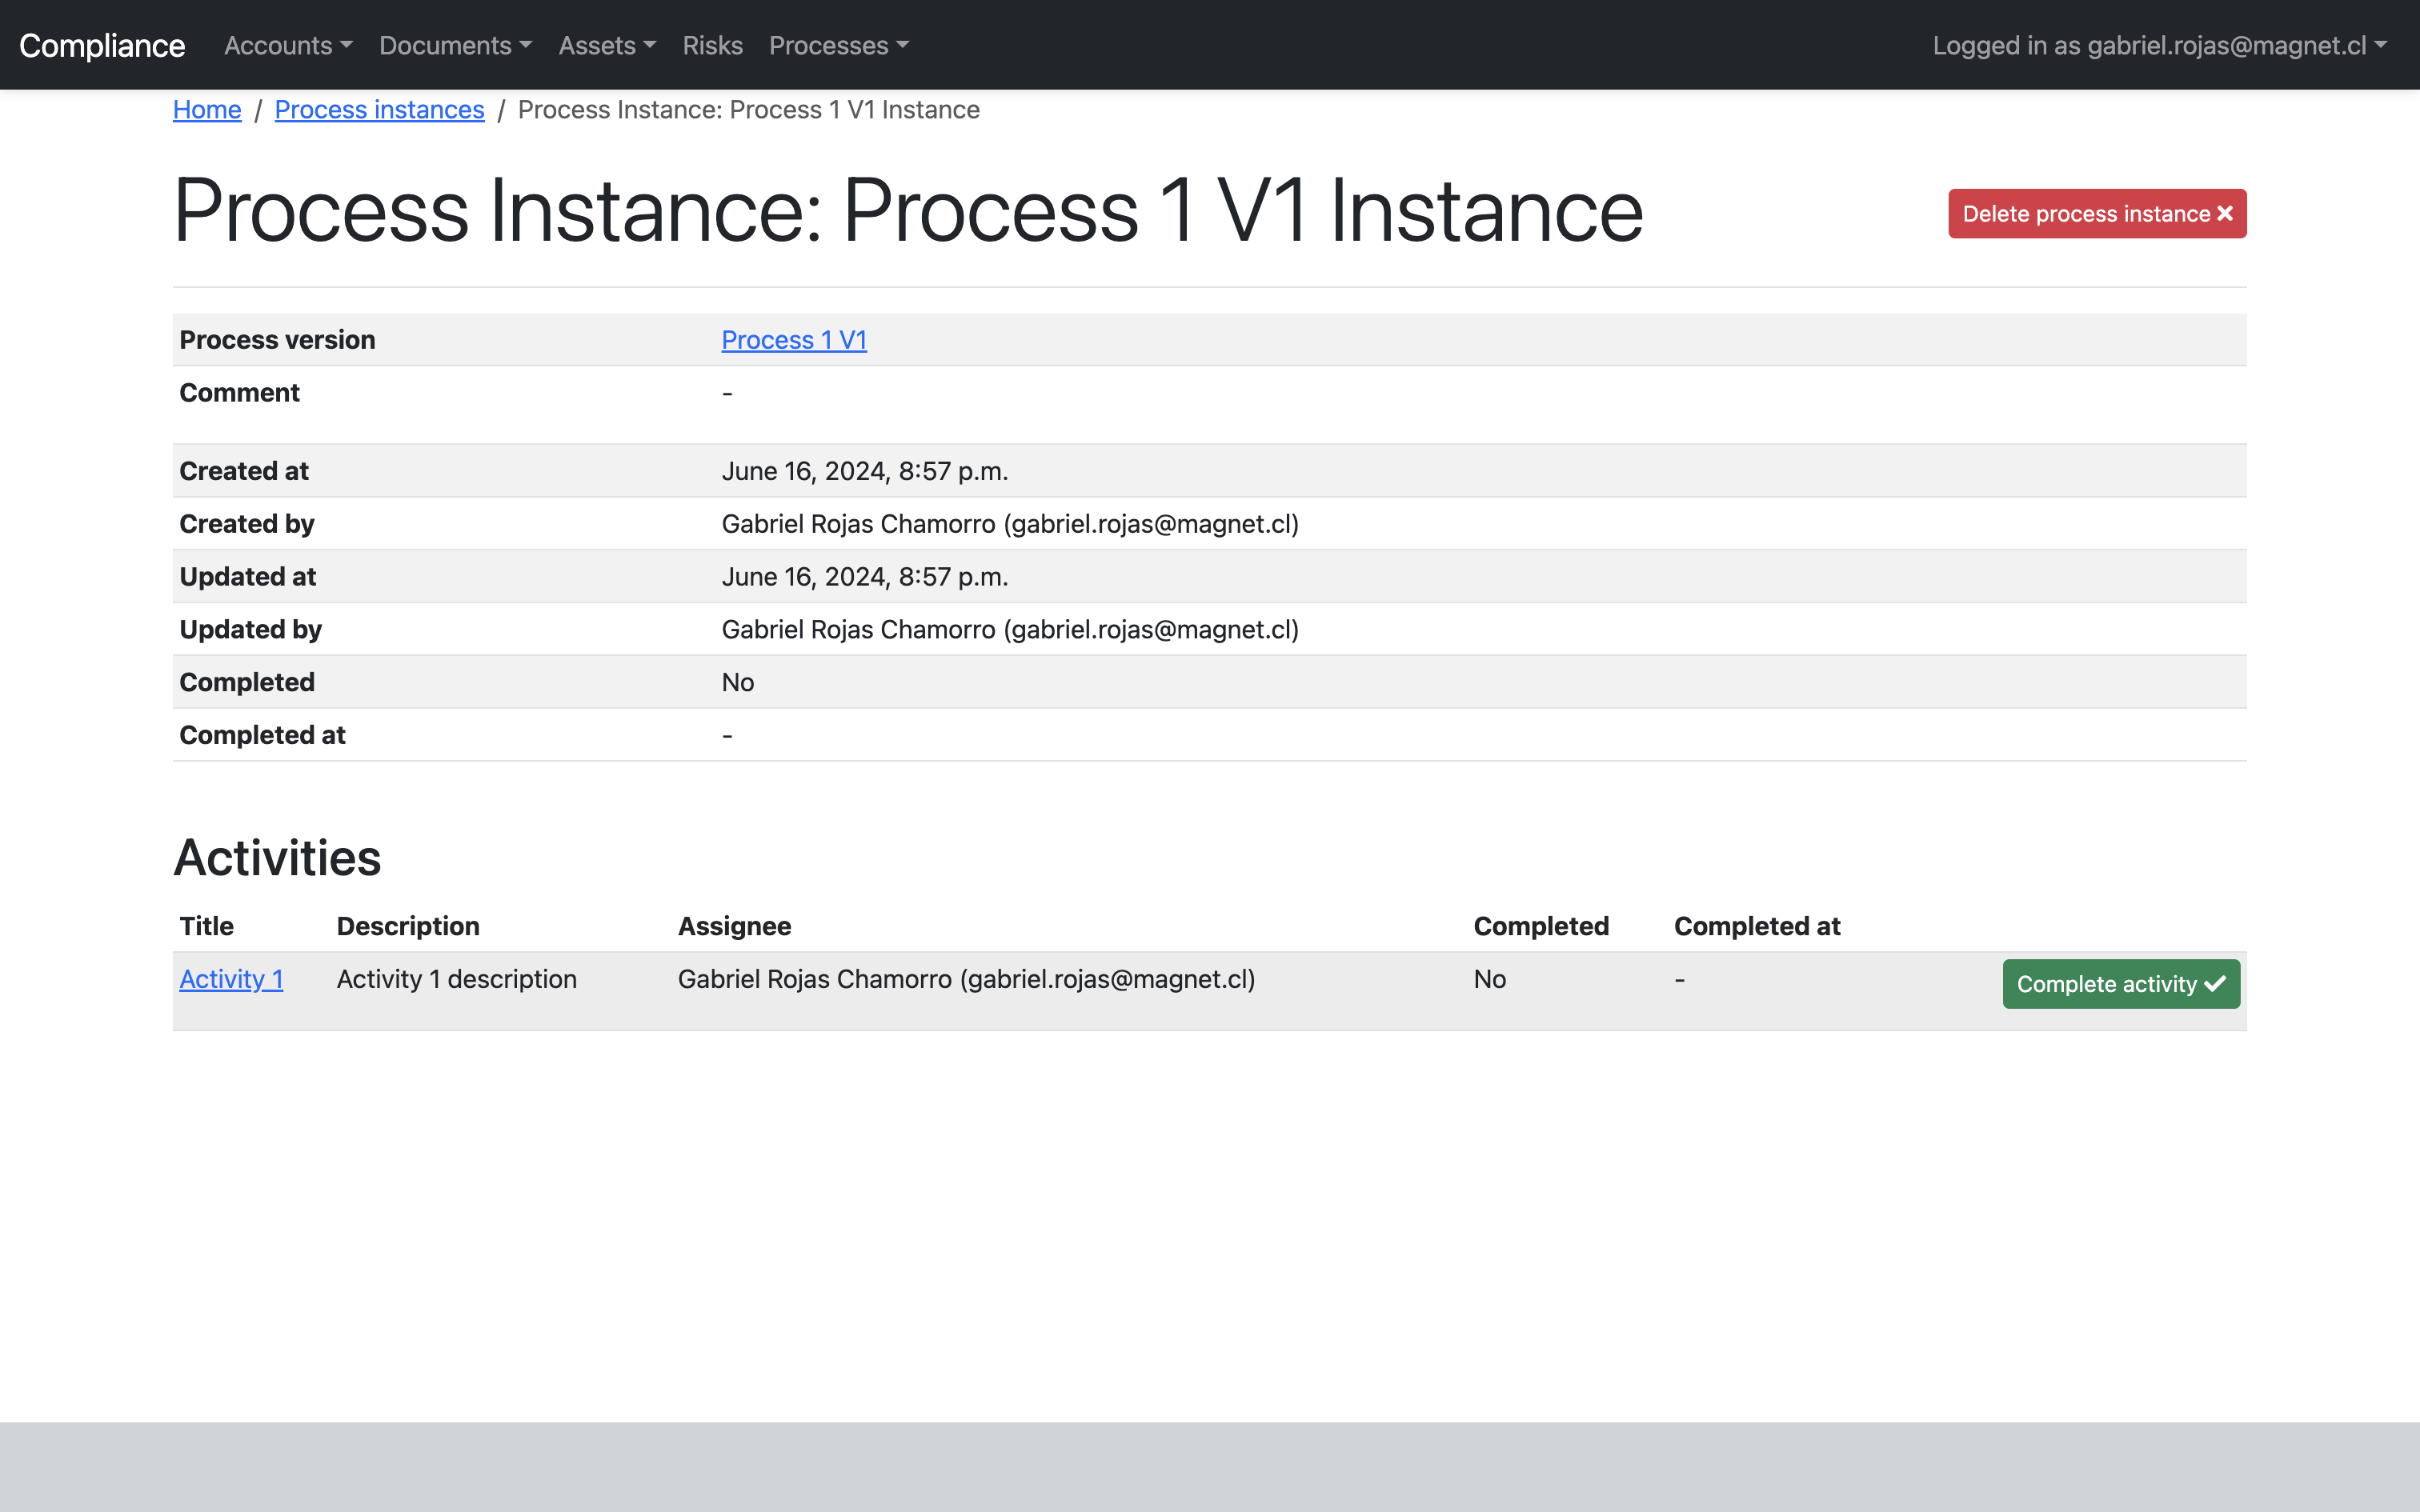 Compliance Accounts Documents Assets Risks Processes Logged in as gabriel.rojas@magnet.cl
Home / Process instances / Process Instance: Process 1 V1 Instance
Process Instance: Process 1 V1 Instance Delete process instance
Process version Process 1 V1
Comment -
Created at June 16, 2024, 8:57 p.m.
Created by Gabriel Rojas Chamorro (gabriel.rojas@magnet.cl)
Updated at June 16, 2024, 8:57 p.m.
Updated by Gabriel Rojas Chamorro (gabriel.rojas@magnet.cl)
Completed No
Completed at -
Activities
Title Description Assignee Completed Completed at
Activity 1 Activity 1 description Gabriel Rojas Chamorro (gabriel.rojas@magnet.cl) No - Complete activity